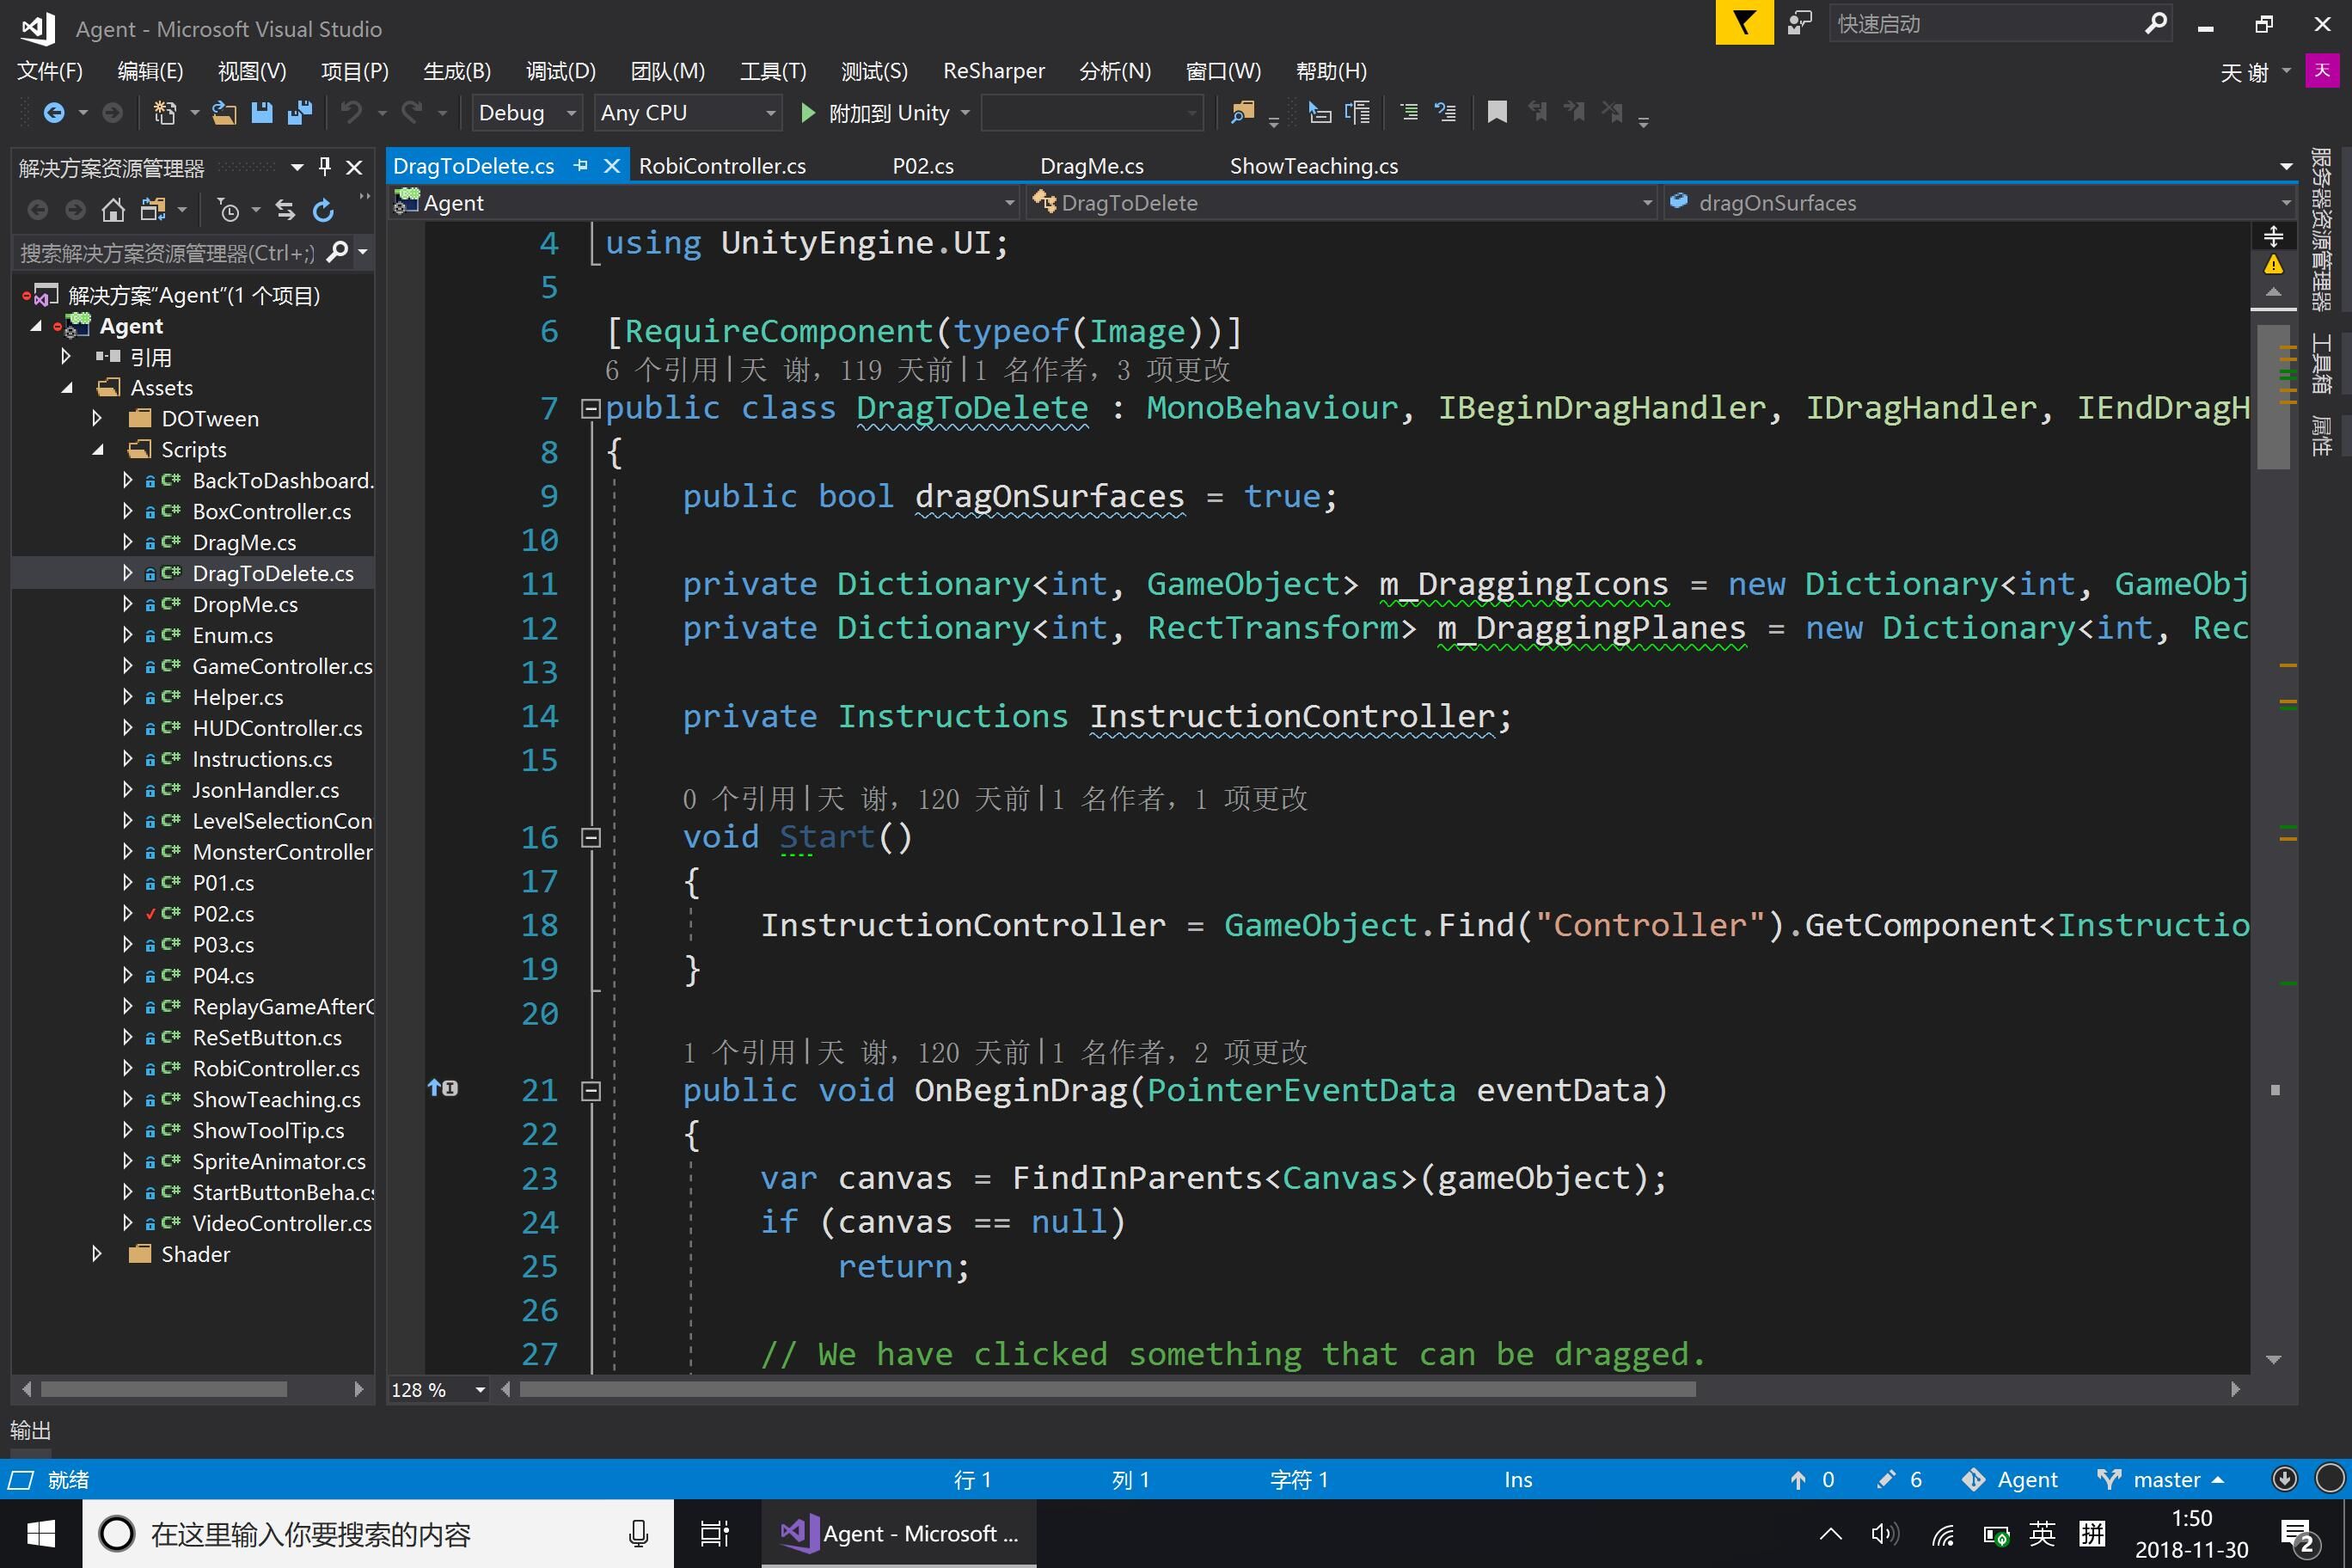 Agent - Microsoft Visual Studio
快速启动
文件(F) 编辑(E) 视图(V) 项目(P) 生成(B) 调试(D) 团队(M) 工具(T) 测试(S) ReSharper 分析(N) 窗口(W) 帮助(H)
天 谢 天
Debug Any CPU 附加到 Unity
解决方案资源管理器
搜索解决方案资源管理器(Ctrl+;)
解决方案"Agent"(1 个项目)
Agent
引用
Assets
DOTween
Scripts
BackToDashboard.
BoxController.cs
DragMe.cs
DragToDelete.cs
DropMe.cs
Enum.cs
GameController.cs
Helper.cs
HUDController.cs
Instructions.cs
JsonHandler.cs
LevelSelectionCon
MonsterController
P01.cs
P02.cs
P03.cs
P04.cs
ReplayGameAfter
ReSetButton.cs
RobiController.cs
ShowTeaching.cs
ShowToolTip.cs
SpriteAnimator.cs
StartButtonBeha.cs
VideoController.cs
Shader
DragToDelete.cs RobiController.cs P02.cs DragMe.cs ShowTeaching.cs
Agent DragToDelete dragOnSurfaces
4 using UnityEngine.UI;
5
6 [RequireComponent(typeof(Image))]
6 个引用|天 谢，119 天前|1 名作者，3 项更改
7 public class DragToDelete : MonoBehaviour, IBeginDragHandler, IDragHandler, IEndDragH
8 {
9 public bool dragOnSurfaces = true;
10
11 private Dictionary<int, GameObject> m_DraggingIcons = new Dictionary<int, GameObj
12 private Dictionary<int, RectTransform> m_DraggingPlanes = new Dictionary<int, Rec
13
14 private Instructions InstructionController;
15
0 个引用|天 谢，120 天前|1 名作者，1 项更改
16 void Start()
17 {
18 InstructionController = GameObject.Find("Controller").GetComponent<Instructio
19 }
20
1 个引用|天 谢，120 天前|1 名作者，2 项更改
21 public void OnBeginDrag(PointerEventData eventData)
22 {
23 var canvas = FindInParents<Canvas>(gameObject);
24 if (canvas == null)
25 return;
26
27 // We have clicked something that can be dragged.
128 %
服务器资源管理器
工具箱
属性
输出
就绪 行 1 列 1 字符 1 Ins 0 6 Agent master
在这里输入你要搜索的内容
Agent - Microsoft ...
英 拼
1:50
2018-11-30
2